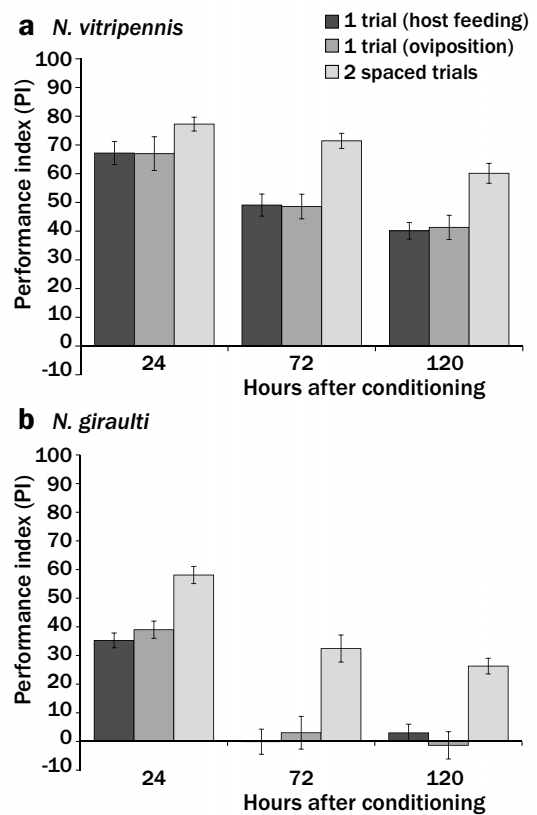 a N. vitripennis
1 trial (host feeding)
1 trial (oviposition)
2 spaced trials
Performance index (PI)
100
90
80
70
60
50
40
30
20
10
0
-10
24 72 120
Hours after conditioning
b N. giraulti
Performance index (PI)
100
90
80
70
60
50
40
30
20
10
0
-10
24 72 120
Hours after conditioning